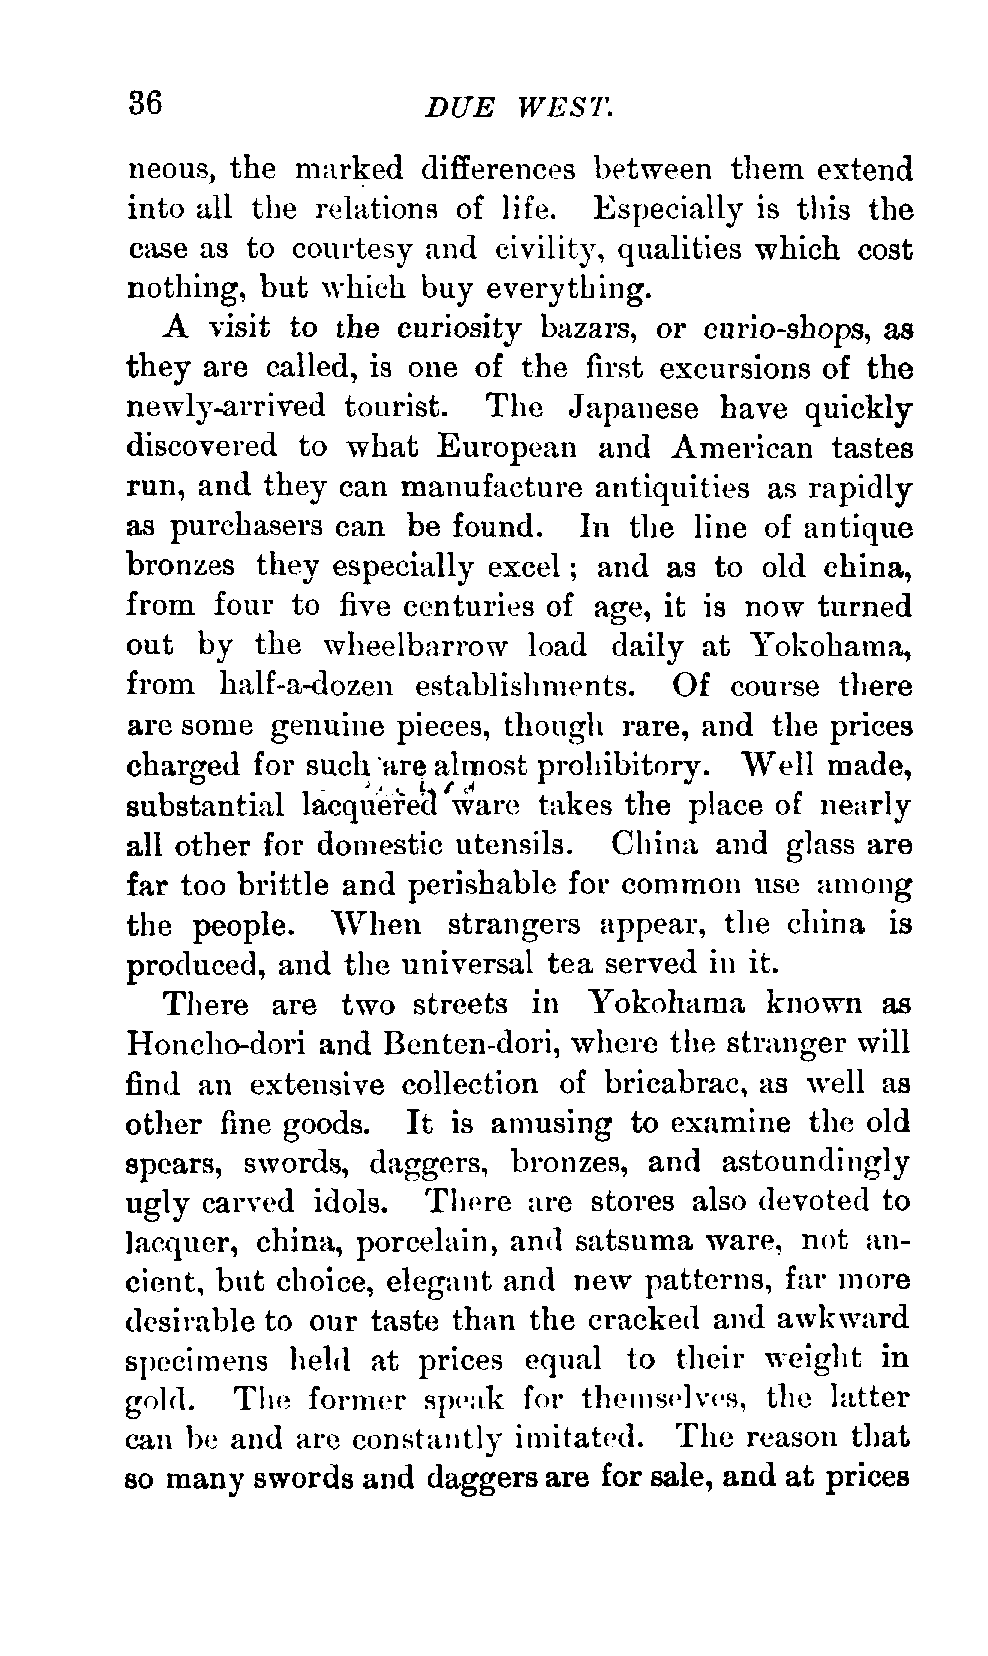 36 DUE WEST.
neous, the marked differences between them extend
into all the relations of life. Especially is this the
case as to courtesy and civility, qualities which cost
nothing, but which buy everything.
A visit to the curiosity bazars, or curio-shops, as
they are called, is one of the first excursions of the
newly-arrived tourist. The Japanese have quickly
discovered to what European and American tastes
run, and they can manufacture antiquities as rapidly
as purchasers can be found. In the line of antique
bronzes they especially excel; and as to old china,
from four to five centuries of age, it is now turned
out by the wheelbarrow load daily at Yokohama,
from half-a-dozen establishments. Of course there
are some genuine pieces, though rare, and the prices
charged for such are almost prohibitory. Well made,
substantial lacquered ware takes the place of nearly
all other for domestic utensils. China and glass are
far too brittle and perishable for common use among
the people. When strangers appear, the china is
produced, and the universal tea served in it.
There are two streets in Yokohama known as
Honcho-dori and Benten-dori, where the stranger will
find an extensive collection of bricabrac, as well as
other fine goods. It is amusing to examine the old
spears, swords, daggers, bronzes, and astoundingly
ugly carved idols. There are stores also devoted to
lacquer, china, porcelain, and satsuma ware, not an-
cient, but choice, elegant and new patterns, far more
desirable to our taste than the cracked and awkward
specimens held at prices equal to their weight in
gold. The former speak for themselves, the latter
can be and are constantly imitated. The reason that
so many swords and daggers are for sale, and at prices